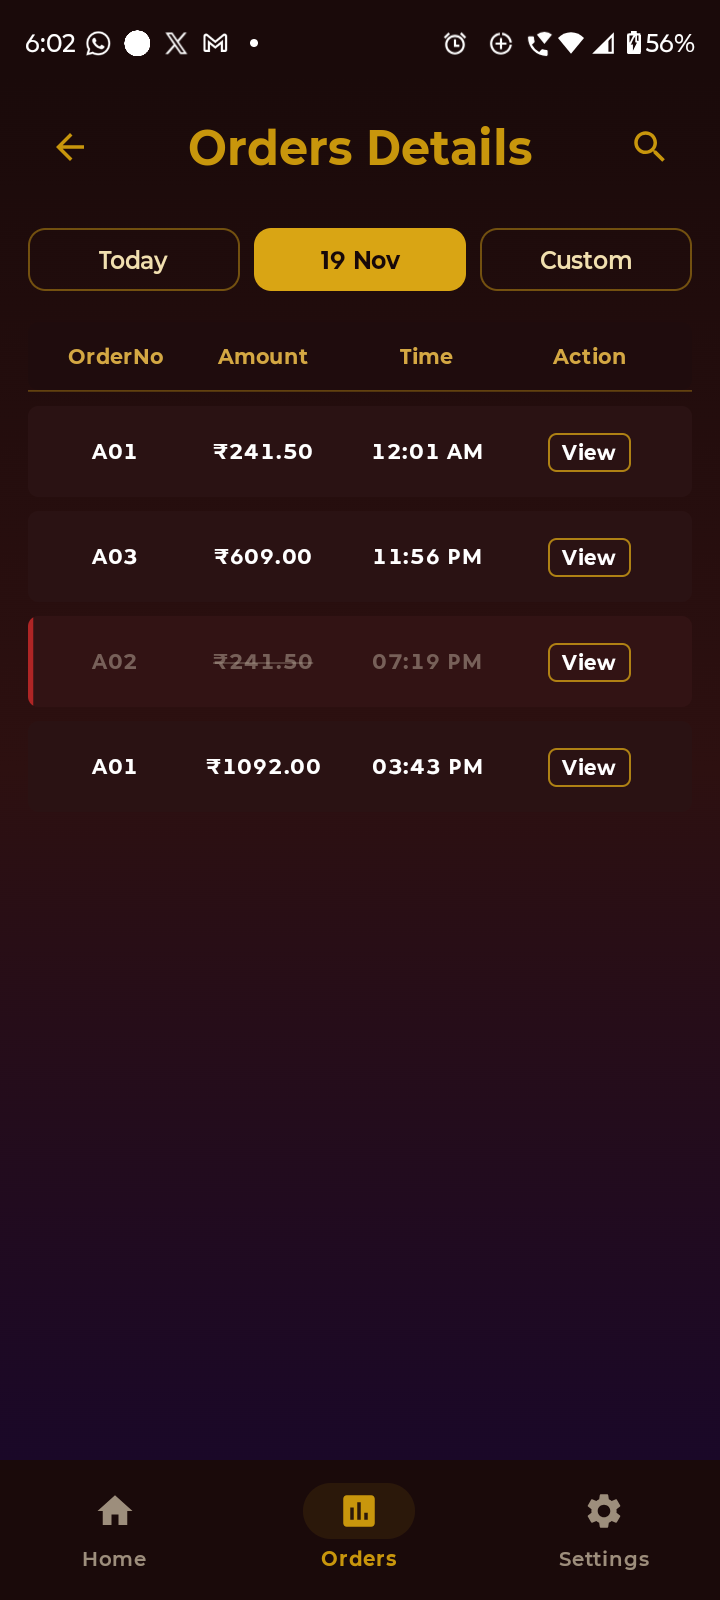 6:02 56%
Orders Details
Today 19 Nov Custom
OrderNo Amount Time Action
A01 ₹241.50 12:01 AM View
A03 ₹609.00 11:56 PM View
A02 ₹241.50 07:19 PM View
A01 ₹1092.00 03:43 PM View
Home Orders Settings